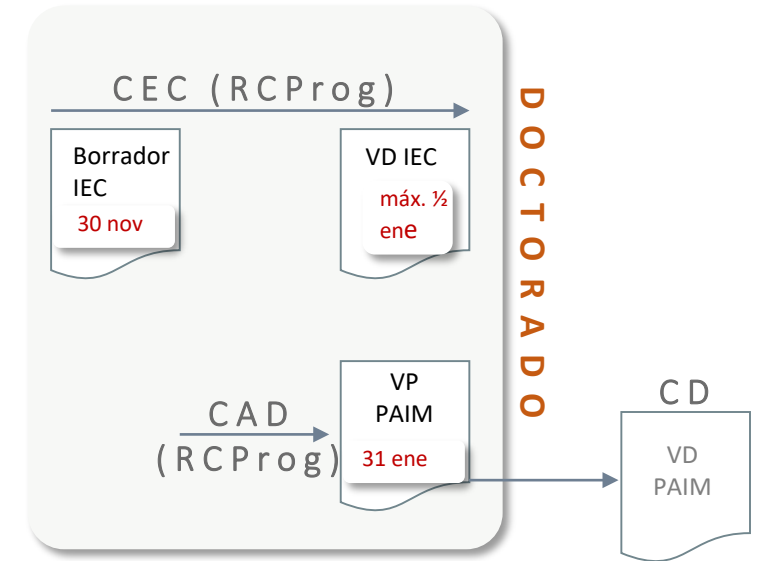 CEC (RCProg)
Borrador
IEC
30 nov
VD IEC
máx. ½
ene
DOCTORADO
CAD
(RCProg)
VP
PAIM
31 ene
CD
VD
PAIM